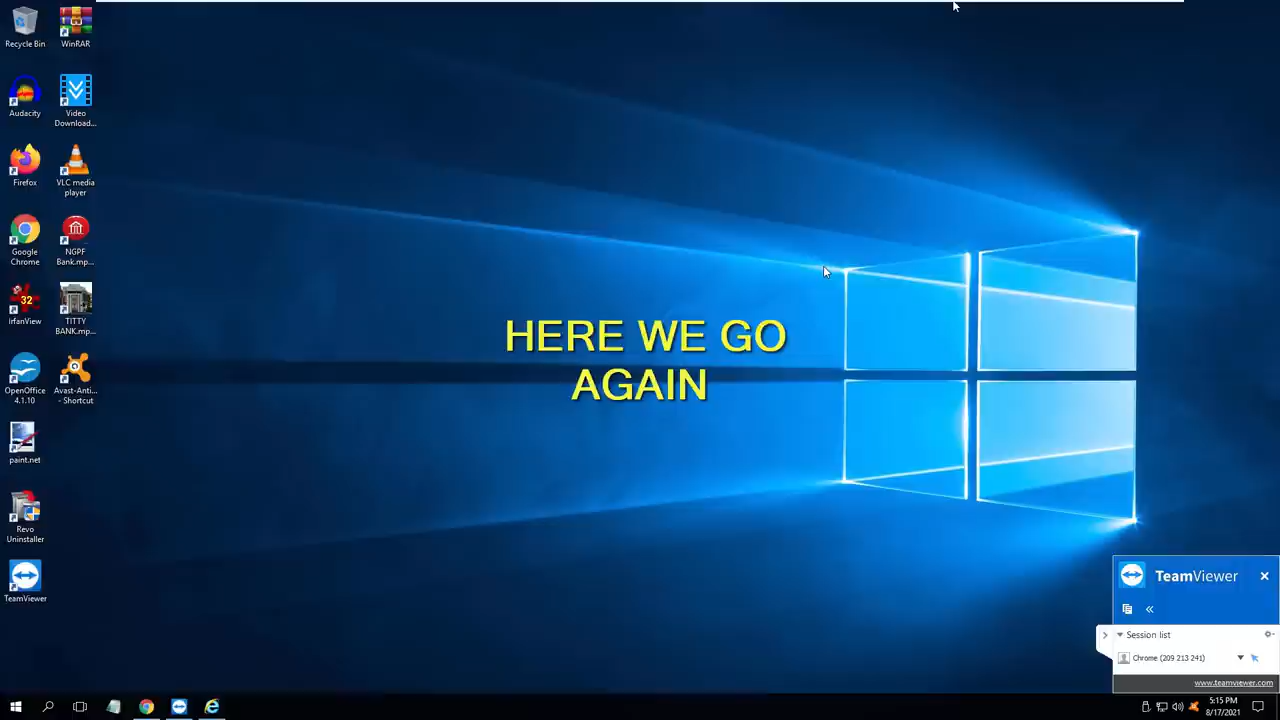 Recycle Bin
WinRAR
Audacity
Video
Download...
Firefox
VLC media
player
Google
Chrome
NGPF
Bank.mp...
32
IrfanView
TITTY
BANK.mp...
OpenOffice
4.1.10
Avast-Anti...
- Shortcut
paint.net
Revo
Uninstaller
TeamViewer
HERE WE GO
AGAIN
TeamViewer
Session list
Chrome (209 213 241)
www.teamviewer.com
5:15 PM
8/17/2021